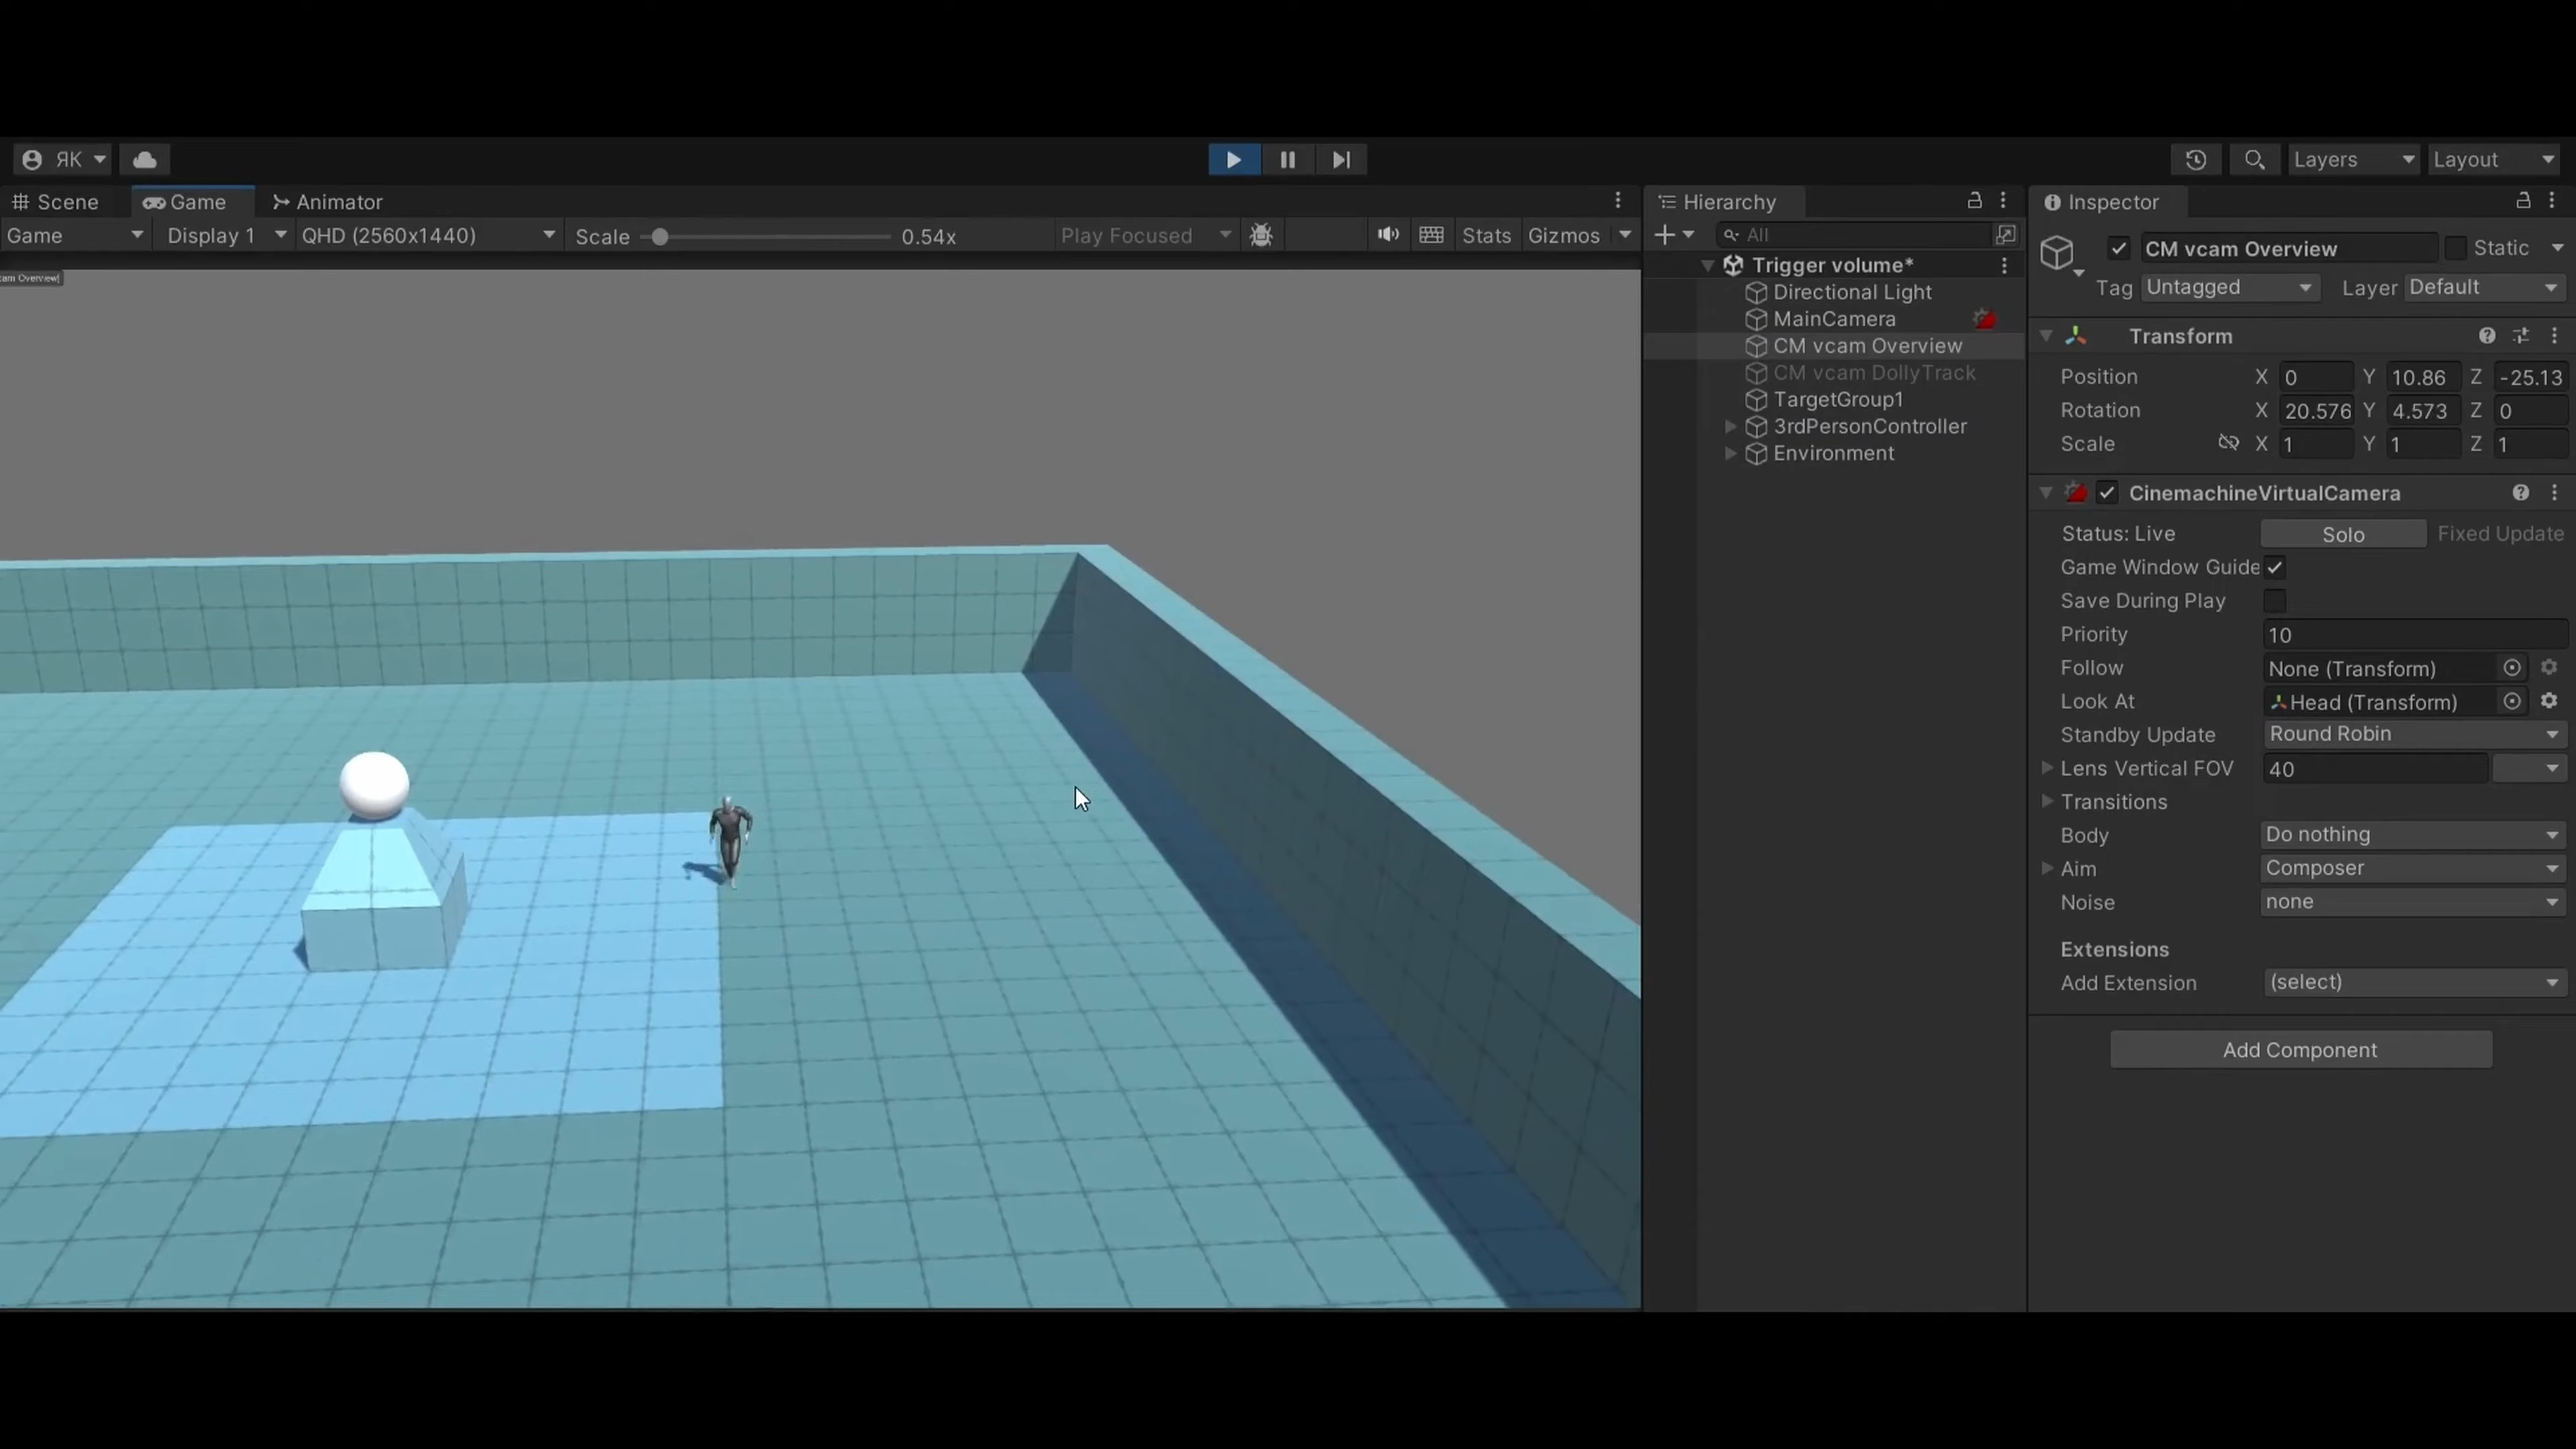 ЯK
Layers
Layout
Scene
Game
Animator
Hierarchy
Inspector
Game
Display 1
QHD (2560x1440)
Scale
0.54x
Play Focused
Stats
Gizmos
All
cam Overview[
Trigger volume*
Directional Light
MainCamera
CM vcam Overview
CM vcam DollyTrack
TargetGroup1
3rdPersonController
Environment
CM vcam Overview
Static
Tag Untagged Layer Default
Transform
Position X 0 Y 10.86 Z -25.13
Rotation X 20.576 Y 4.573 Z 0
Scale X 1 Y 1 Z 1
CinemachineVirtualCamera
Status: Live Solo Fixed Update
Game Window Guide
Save During Play
Priority 10
Follow None (Transform)
Look At Head (Transform)
Standby Update Round Robin
Lens Vertical FOV 40
Transitions
Body Do nothing
Aim Composer
Noise none
Extensions
Add Extension (select)
Add Component